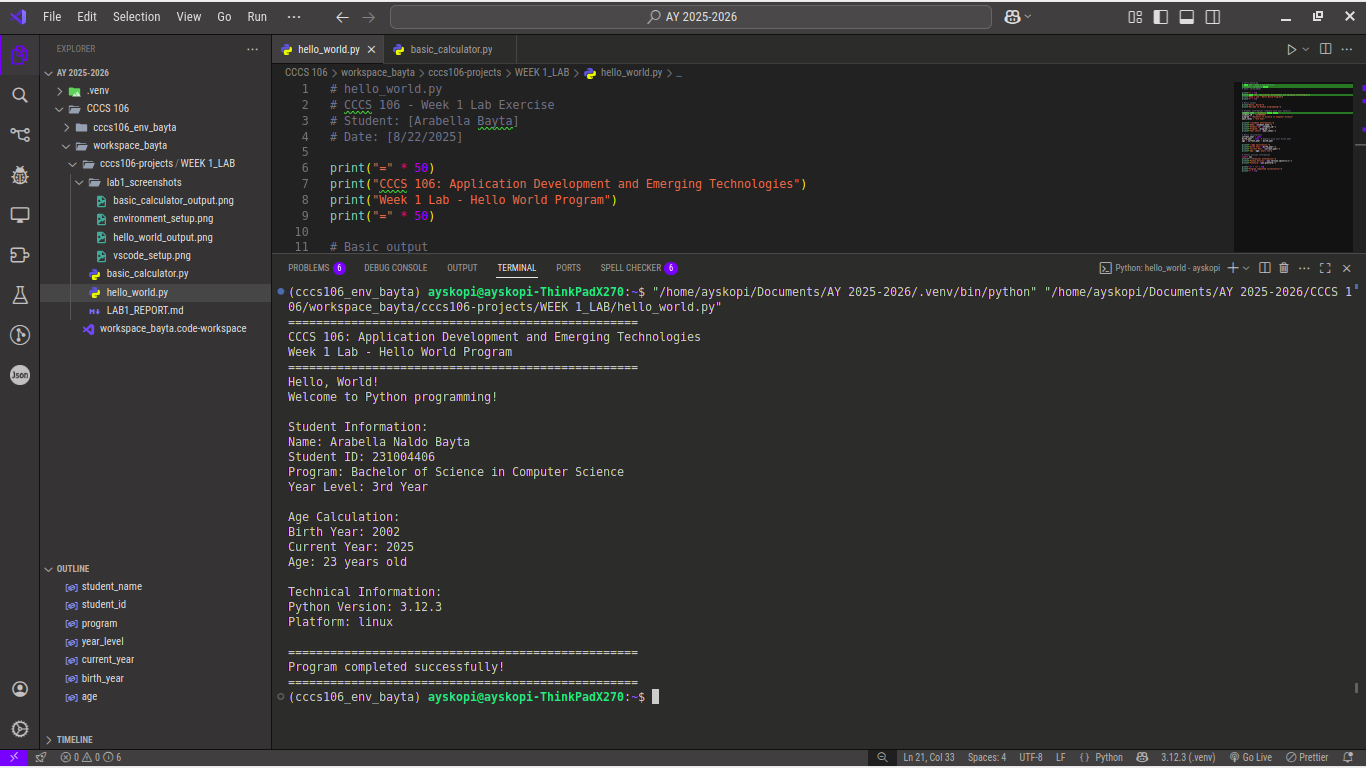 File Edit Selection View Go Run ··· AY 2025-2026
EXPLORER ···
AY 2025-2026
.venv
CCCS 106
cccs106_env_bayta
workspace_bayta
cccs106-projects / WEEK 1_LAB
lab1_screenshots
basic_calculator_output.png
environment_setup.png
hello_world_output.png
vscode_setup.png
basic_calculator.py
hello_world.py
LAB1_REPORT.md
workspace_bayta.code-workspace
Json
OUTLINE
student_name
student_id
program
year_level
current_year
birth_year
age
TIMELINE
hello_world.py basic_calculator.py
CCCS 106 > workspace_bayta > cccs106-projects > WEEK 1_LAB > hello_world.py > _
1 # hello_world.py
2 # CCCS 106 - Week 1 Lab Exercise
3 # Student: [Arabella Bayta]
4 # Date: [8/22/2025]
5
6 print("=" * 50)
7 print("CCCS 106: Application Development and Emerging Technologies")
8 print("Week 1 Lab - Hello World Program")
9 print("=" * 50)
10
11 # Basic output
PROBLEMS 6 DEBUG CONSOLE OUTPUT TERMINAL PORTS SPELL CHECKER 6 Python: hello_world - ayskopi
(cccs106_env_bayta) ayskopi@ayskopi-ThinkPadX270:~$ "/home/ayskopi/Documents/AY 2025-2026/.venv/bin/python" "/home/ayskopi/Documents/AY 2025-2026/CCCS 1
06/workspace_bayta/cccs106-projects/WEEK 1_LAB/hello_world.py"
==================================================
CCCS 106: Application Development and Emerging Technologies
Week 1 Lab - Hello World Program
==================================================
Hello, World!
Welcome to Python programming!
Student Information:
Name: Arabella Naldo Bayta
Student ID: 231004406
Program: Bachelor of Science in Computer Science
Year Level: 3rd Year
Age Calculation:
Birth Year: 2002
Current Year: 2025
Age: 23 years old
Technical Information:
Python Version: 3.12.3
Platform: linux
==================================================
Program completed successfully!
==================================================
(cccs106_env_bayta) ayskopi@ayskopi-ThinkPadX270:~$
0 0 6 Ln 21, Col 33 Spaces: 4 UTF-8 LF {} Python 3.12.3 (.venv) Go Live Prettier